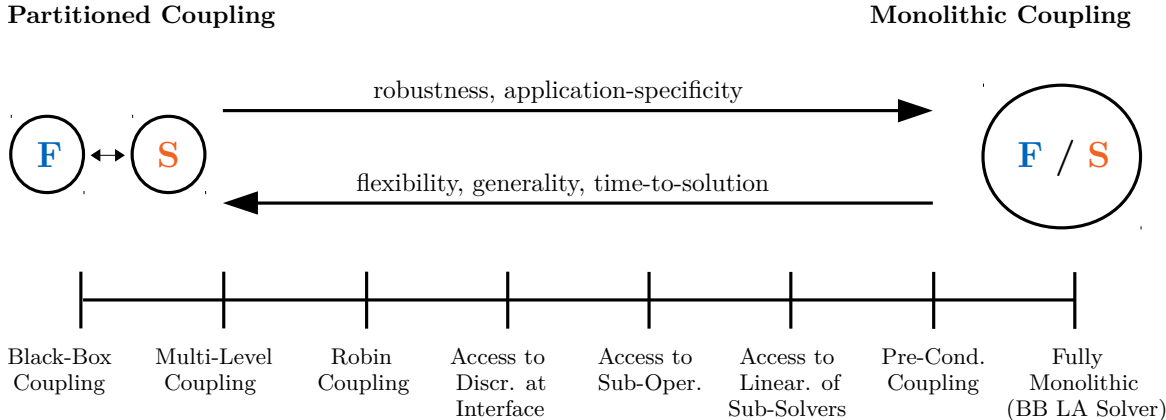 Partitioned Coupling
Monolithic Coupling
robustness, application-specificity
F
S
F / S
flexibility, generality, time-to-solution
Black-Box
Coupling
Multi-Level
Coupling
Robin
Coupling
Access to
Discr. at
Interface
Access to
Sub-Oper.
Access to
Linear. of
Sub-Solvers
Pre-Cond.
Coupling
Fully
Monolithic
(BB LA Solver)